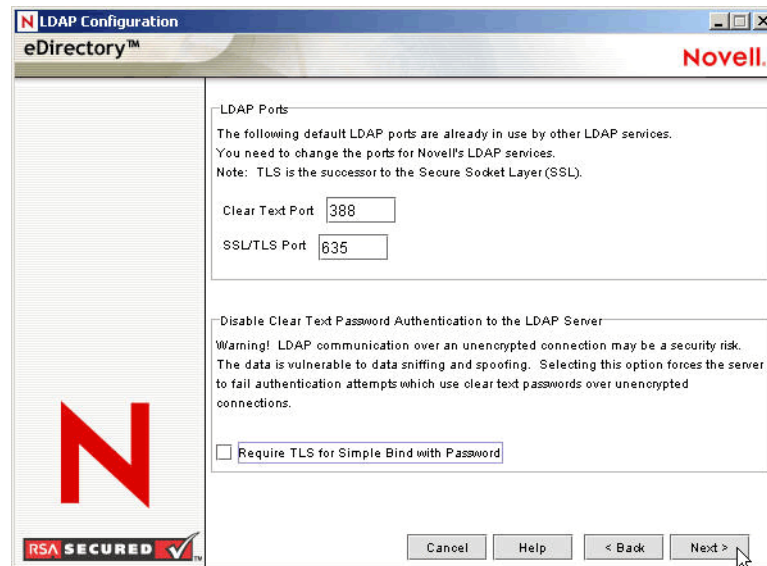 N LDAP Configuration
eDirectory™
Novell.
LDAP Ports
The following default LDAP ports are already in use by other LDAP services.
You need to change the ports for Novell's LDAP services.
Note: TLS is the successor to the Secure Socket Layer (SSL).
Clear Text Port 388
SSL/TLS Port 635
Disable Clear Text Password Authentication to the LDAP Server
Warning! LDAP communication over an unencrypted connection may be a security risk.
The data is vulnerable to data sniffing and spoofing. Selecting this option forces the server
to fail authentication attempts which use clear text passwords over unencrypted
connections.
Require TLS for Simple Bind with Password
N
RSA SECURED ™
Cancel Help < Back Next >